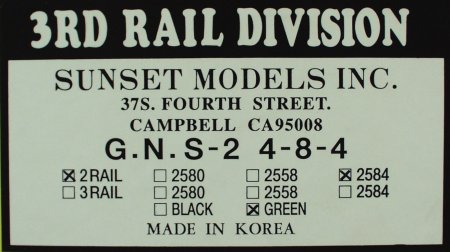 3RD RAIL DIVISION
SUNSET MODELS INC.
37S. FOURTH STREET.
CAMPBELL CA95008
G.N.S-2 4-8-4
☒ 2RAIL ☐ 2580 ☐ 2558 ☒ 2584
☐ 3RAIL ☐ 2580 ☐ 2558 ☐ 2584
☐ BLACK ☒ GREEN
MADE IN KOREA